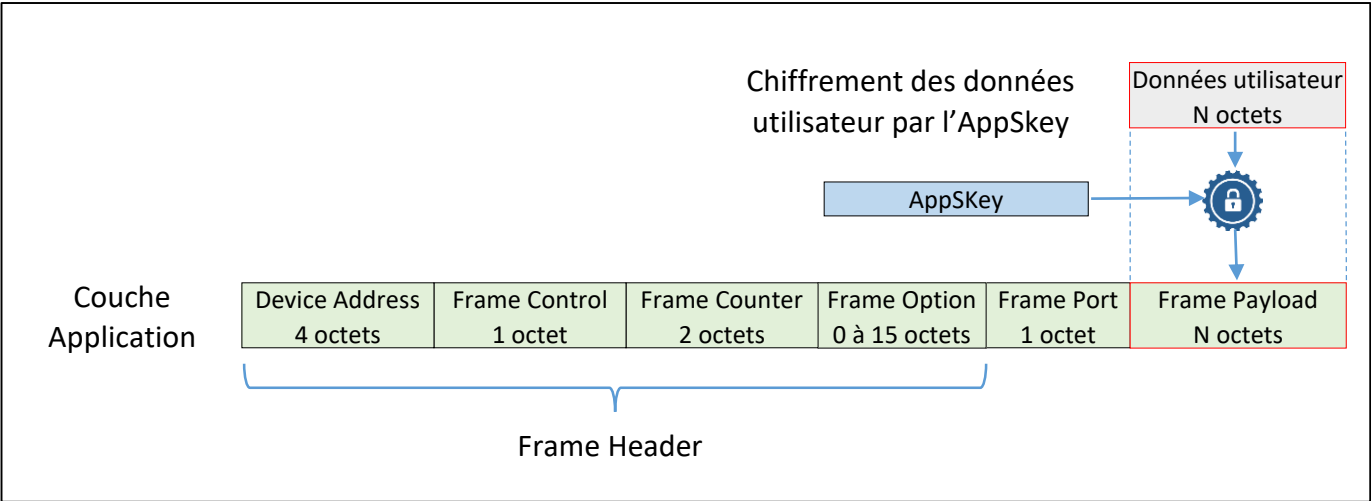 Chiffrement des données
utilisateur par l'AppSkey
Données utilisateur
N octets
AppSKey
Couche
Application
Device Address
4 octets
Frame Control
1 octet
Frame Counter
2 octets
Frame Option
0 à 15 octets
Frame Port
1 octet
Frame Payload
N octets
Frame Header